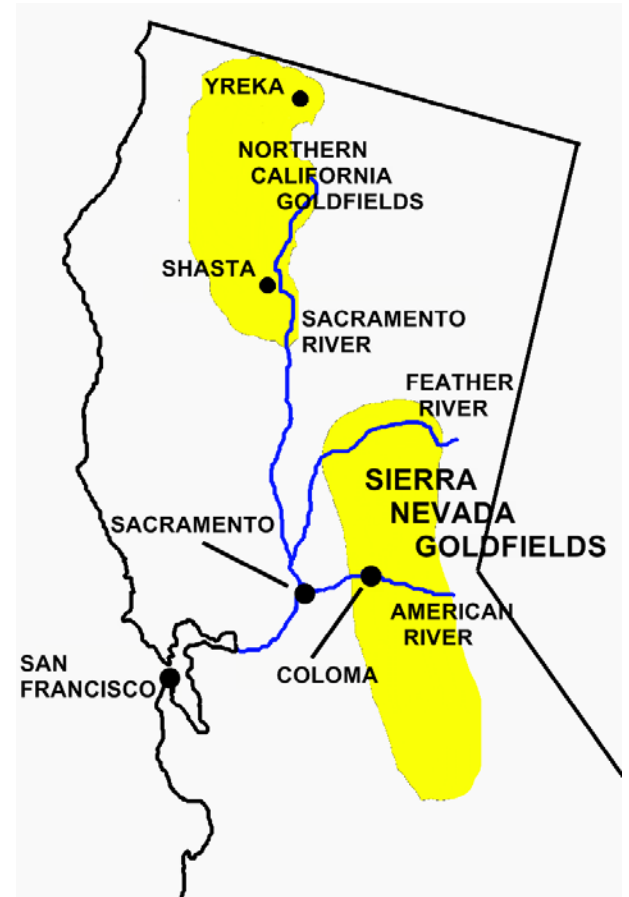 YREKA
NORTHERN
CALIFORNIA
GOLDFIELDS
SHASTA
SACRAMENTO
RIVER
FEATHER
RIVER
SIERRA
NEVADA
GOLDFIELDS
SACRAMENTO
AMERICAN
RIVER
COLOMA
SAN
FRANCISCO